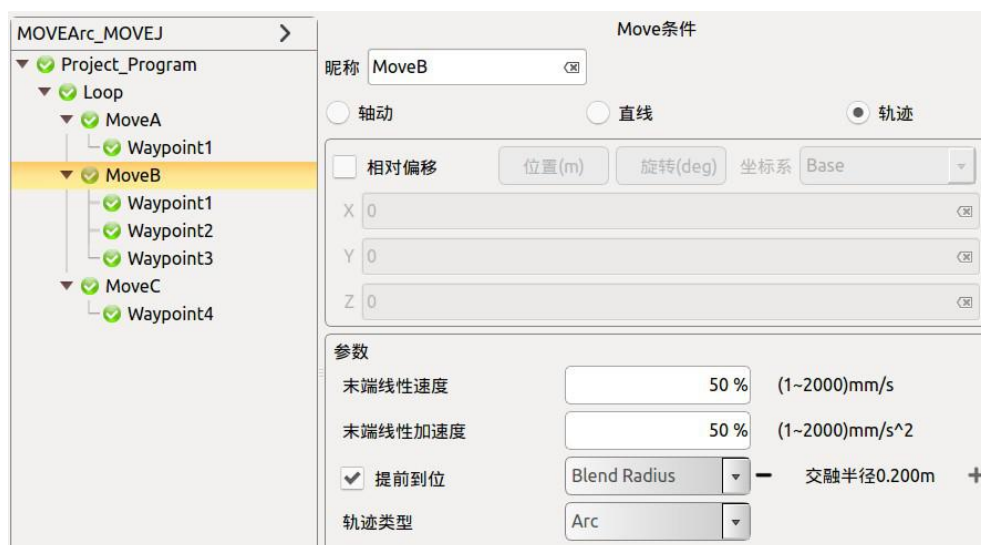 MOVEArc_MOVEJ
Project_Program
Loop
MoveA
Waypoint1
MoveB
Waypoint1
Waypoint2
Waypoint3
MoveC
Waypoint4
Move条件
昵称 MoveB
轴动 直线 轨迹
相对偏移 位置(m) 旋转(deg) 坐标系 Base
X 0
Y 0
Z 0
参数
末端线性速度 50 % (1~2000)mm/s
末端线性加速度 50 % (1~2000)mm/s^2
提前到位 Blend Radius 交融半径0.200m
轨迹类型 Arc